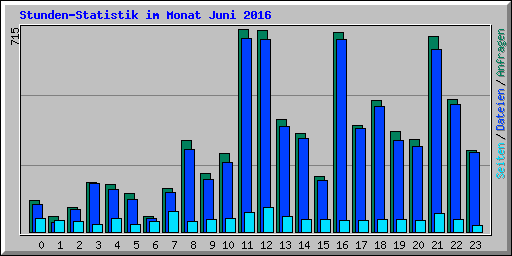 Stunden-Statistik im Monat Juni 2016
715
Seiten / Dateien / Anfragen
0 1 2 3 4 5 6 7 8 9 10 11 12 13 14 15 16 17 18 19 20 21 22 23